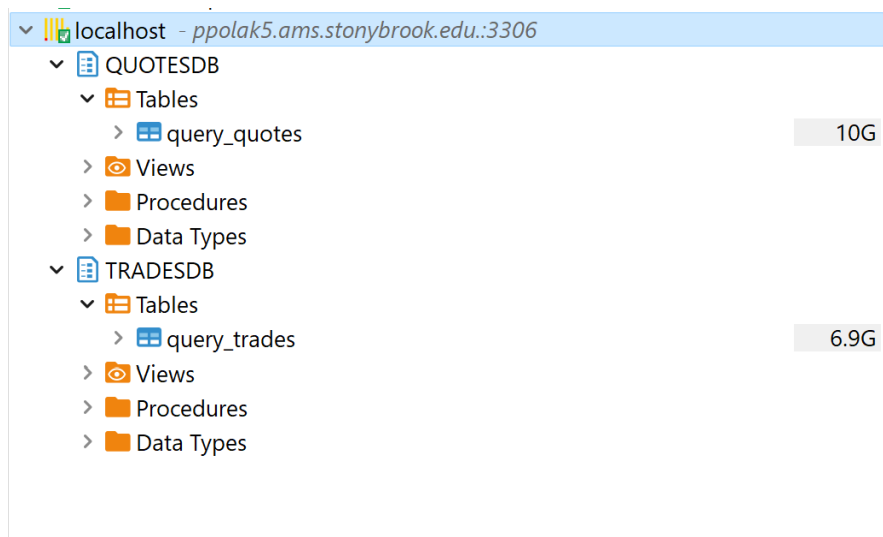 localhost - ppolak5.ams.stonybrook.edu.:3306
QUOTESDB
Tables
query_quotes 10G
Views
Procedures
Data Types
TRADESDB
Tables
query_trades 6.9G
Views
Procedures
Data Types